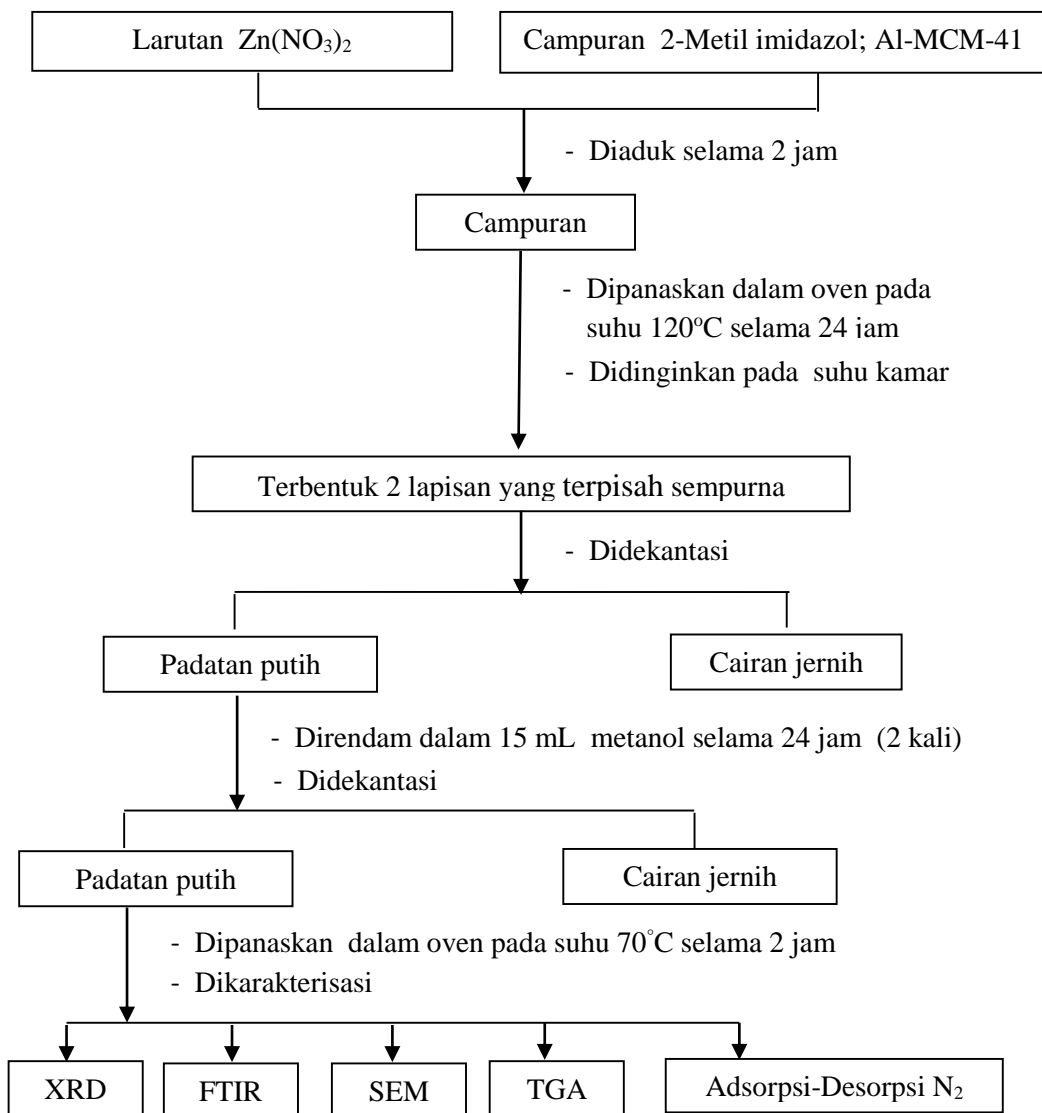 Larutan Zn(NO₃)₂
Campuran 2-Metil imidazol; Al-MCM-41
- Diaduk selama 2 jam
Campuran
- Dipanaskan dalam oven pada
suhu 120°C selama 24 jam
- Didinginkan pada suhu kamar
Terbentuk 2 lapisan yang terpisah sempurna
- Didekantasi
Padatan putih
Cairan jernih
- Direndam dalam 15 mL metanol selama 24 jam (2 kali)
- Didekantasi
Padatan putih
Cairan jernih
- Dipanaskan dalam oven pada suhu 70°C selama 2 jam
- Dikarakterisasi
XRD
FTIR
SEM
TGA
Adsorpsi-Desorpsi N₂